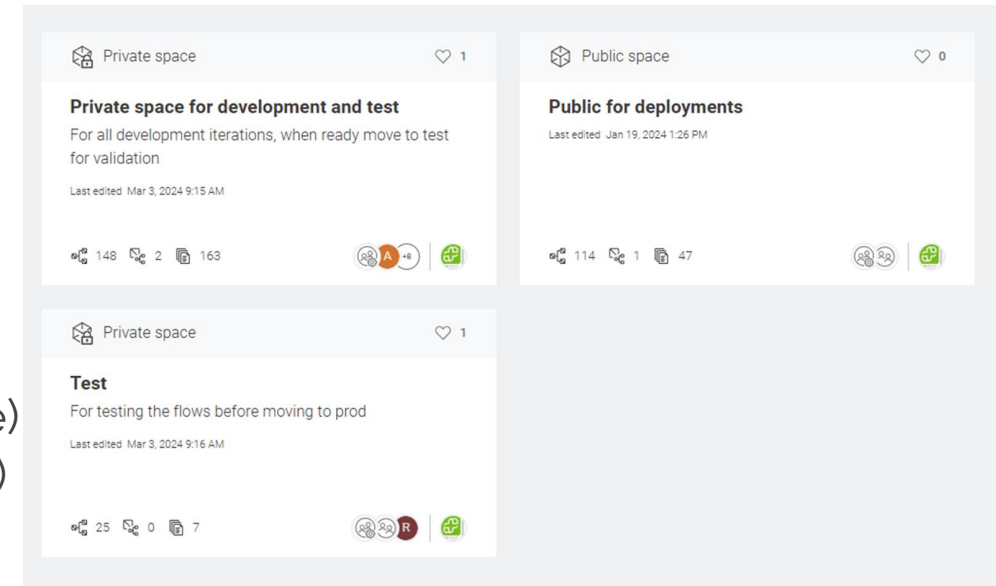 Private space
1
Private space for development and test
For all development iterations, when ready move to test
for validation
Last edited Mar 3, 2024 9:15 AM
148 2 163
A +8
Public space
0
Public for deployments
Last edited Jan 19, 2024 1:26 PM
114 1 47
Private space
1
Test
For testing the flows before moving to prod
Last edited Mar 3, 2024 9:16 AM
25 0 7
R
e)
)